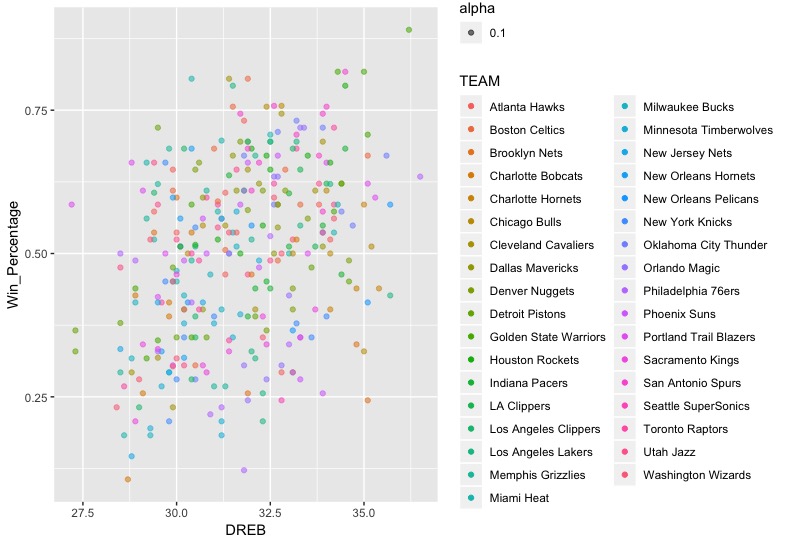 alpha
0.1
TEAM
Atlanta Hawks
Boston Celtics
Brooklyn Nets
Charlotte Bobcats
Charlotte Hornets
Chicago Bulls
Cleveland Cavaliers
Dallas Mavericks
Denver Nuggets
Detroit Pistons
Golden State Warriors
Houston Rockets
Indiana Pacers
LA Clippers
Los Angeles Clippers
Los Angeles Lakers
Memphis Grizzlies
Miami Heat
Milwaukee Bucks
Minnesota Timberwolves
New Jersey Nets
New Orleans Hornets
New Orleans Pelicans
New York Knicks
Oklahoma City Thunder
Orlando Magic
Philadelphia 76ers
Phoenix Suns
Portland Trail Blazers
Sacramento Kings
San Antonio Spurs
Seattle SuperSonics
Toronto Raptors
Utah Jazz
Washington Wizards
Win_Percentage
0.75
0.50
0.25
27.5
30.0
32.5
35.0
DREB